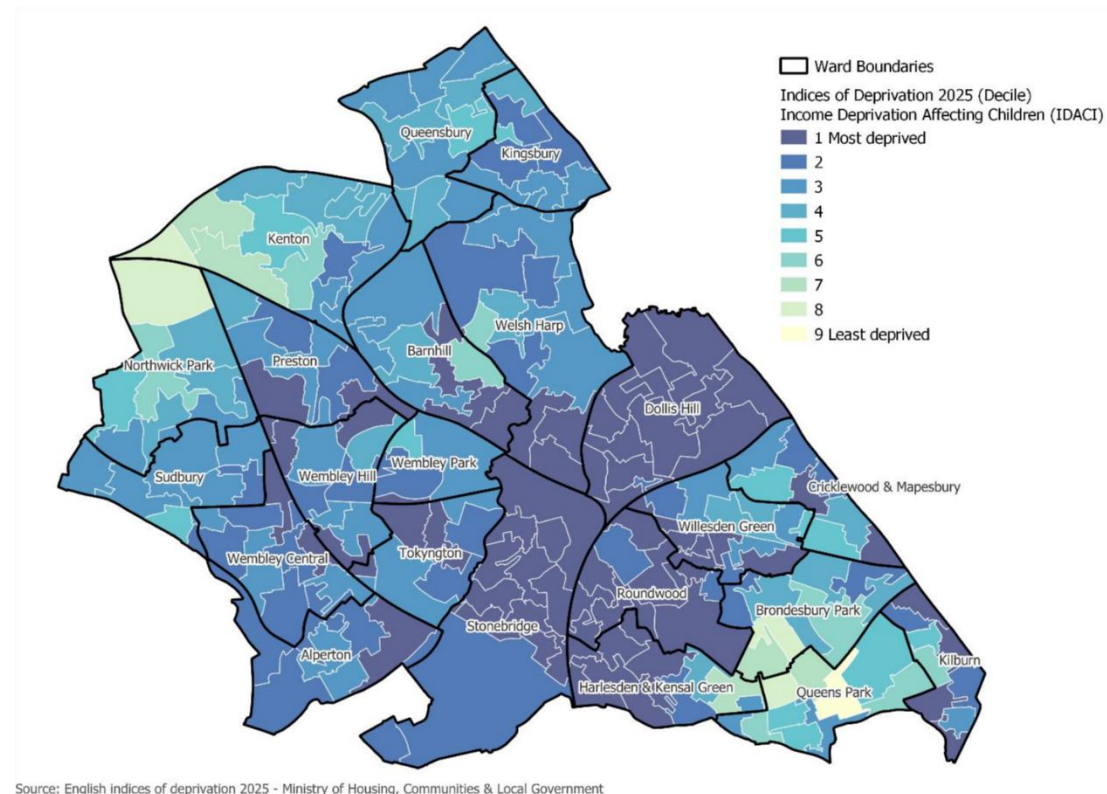 Ward Boundaries
Indices of Deprivation 2025 (Decile)
Income Deprivation Affecting Children (IDACI)
1 Most deprived
2
3
4
5
6
7
8
9 Least deprived
Queensbury
Kingsbury
Kenton
Welsh Harp
Barnhill
Northwick Park
Preston
Dollis Hill
Wembley Park
Sudbury
Wembley Hill
Cricklewood & Mapesbury
Willesden Green
Tokyngton
Wembley Central
Roundwood
Brondesbury Park
Stonebridge
Alperton
Kilburn
Harlesden & Kensal Green
Queens Park
Source: English indices of deprivation 2025 - Ministry of Housing, Communities & Local Government